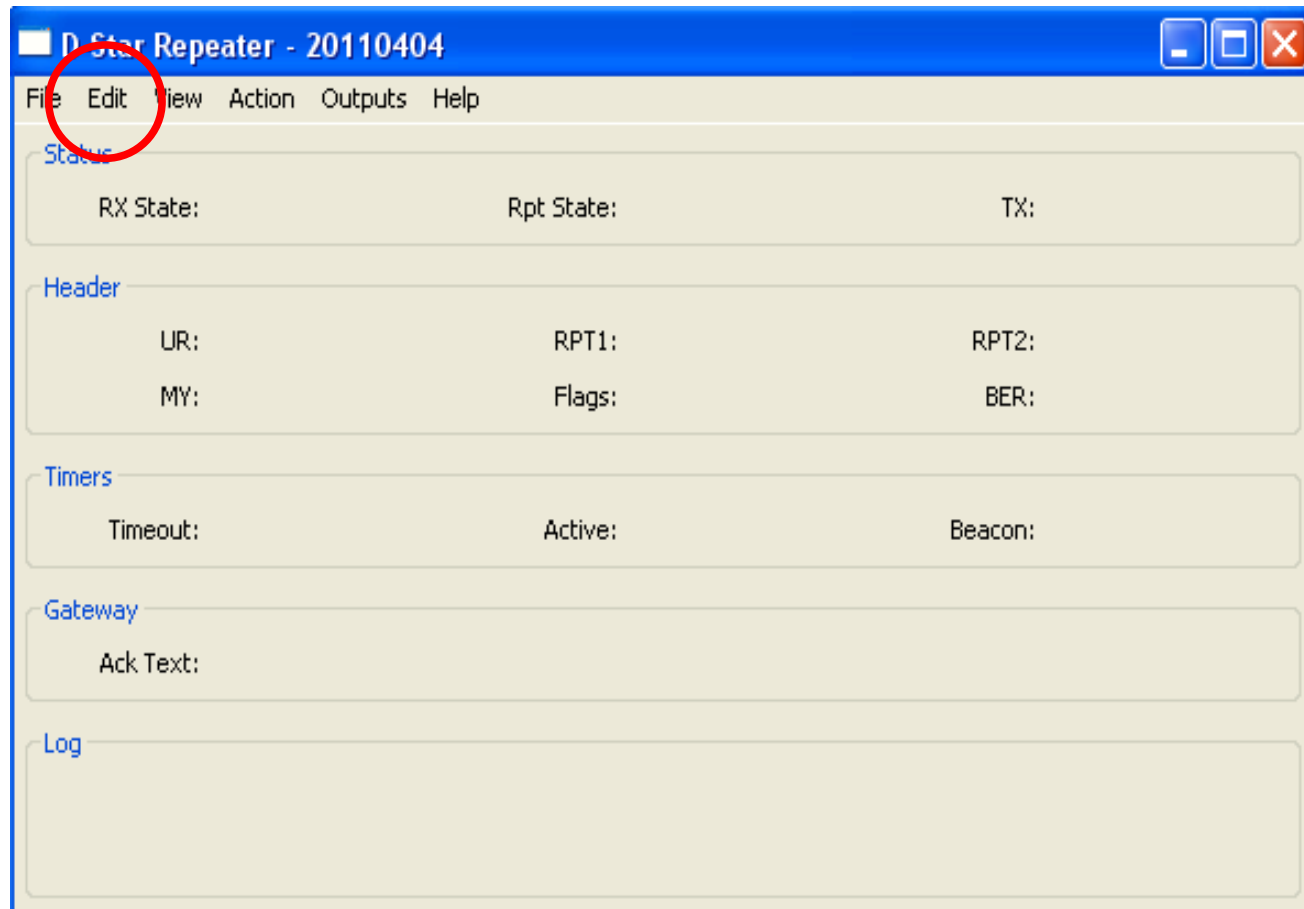 D-Star Repeater - 20110404
File Edit View Action Outputs Help
Status
RX State: Rpt State: TX:
Header
UR: RPT1: RPT2:
MY: Flags: BER:
Timers
Timeout: Active: Beacon:
Gateway
Ack Text:
Log